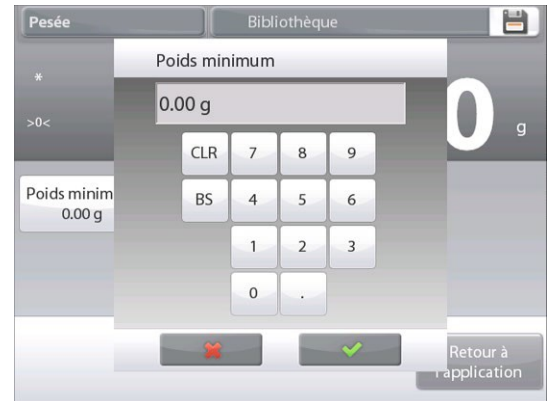 Pesée
Bibliothèque
Poids minimum
*
0.00 g
>0<
0
g
CLR 7 8 9
Poids minim
0.00 g
BS 4 5 6
1 2 3
0 .
Retour à
l'application